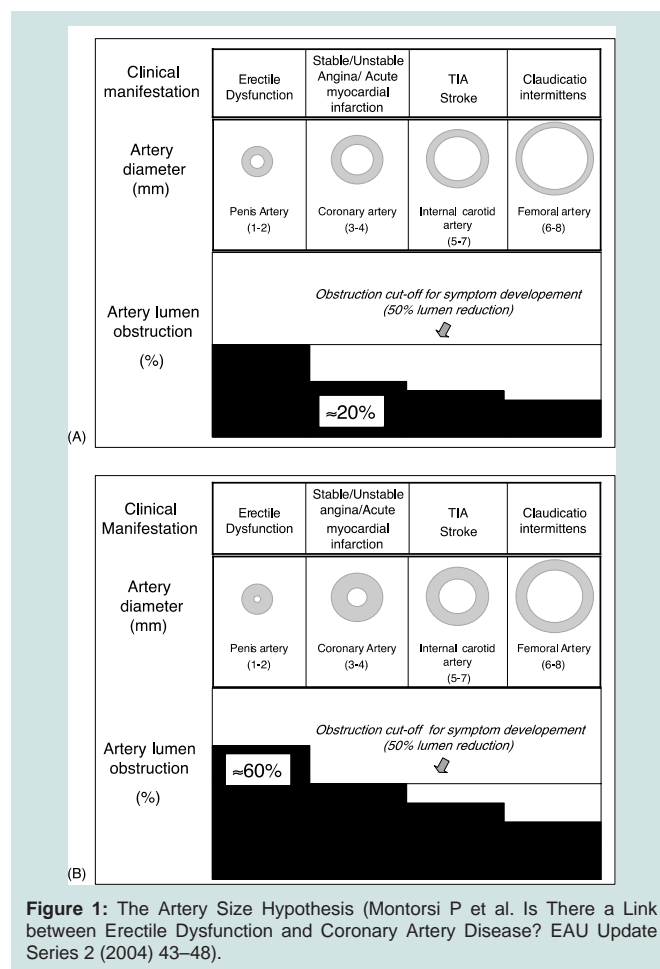 Clinical
manifestation
Erectile
Dysfunction
Stable/Unstable
Angina/ Acute
myocardial
infarction
TIA
Stroke
Claudicatio
intermittens
Artery
diameter
(mm)
Penis Artery
(1-2)
Coronary artery
(3-4)
Internal carotid
artery
(5-7)
Femoral artery
(6-8)
Artery lumen
obstruction
(%)
Obstruction cut-off for symptom developement
(50% lumen reduction)
≈20%
(A)
Clinical
Manifestation
Erectile
Dysfunction
Stable/Unstable
angina/Acute
myocardial
infarction
TIA
Stroke
Claudicatio
intermittens
Artery
diameter
(mm)
Penis artery
(1-2)
Coronary Artery
(3-4)
Internal carotid
artery
(5-7)
Femoral Artery
(6-8)
Artery lumen
obstruction
(%)
Obstruction cut-off for symptom developement
(50% lumen reduction)
≈60%
(B)
Figure 1: The Artery Size Hypothesis (Montorsi P et al. Is There a Link
between Erectile Dysfunction and Coronary Artery Disease? EAU Update
Series 2 (2004) 43–48).